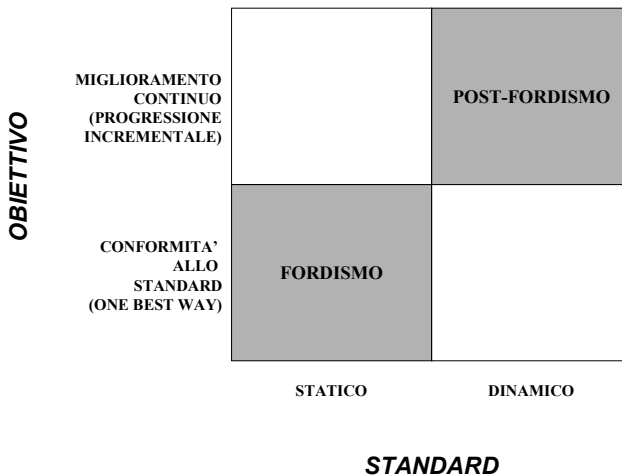 OBIETTIVO
MIGLIORAMENTO
CONTINUO
(PROGRESSIONE
INCREMENTALE)
POST-FORDISMO
CONFORMITA'
ALLO
STANDARD
(ONE BEST WAY)
FORDISMO
STATICO
DINAMICO
STANDARD